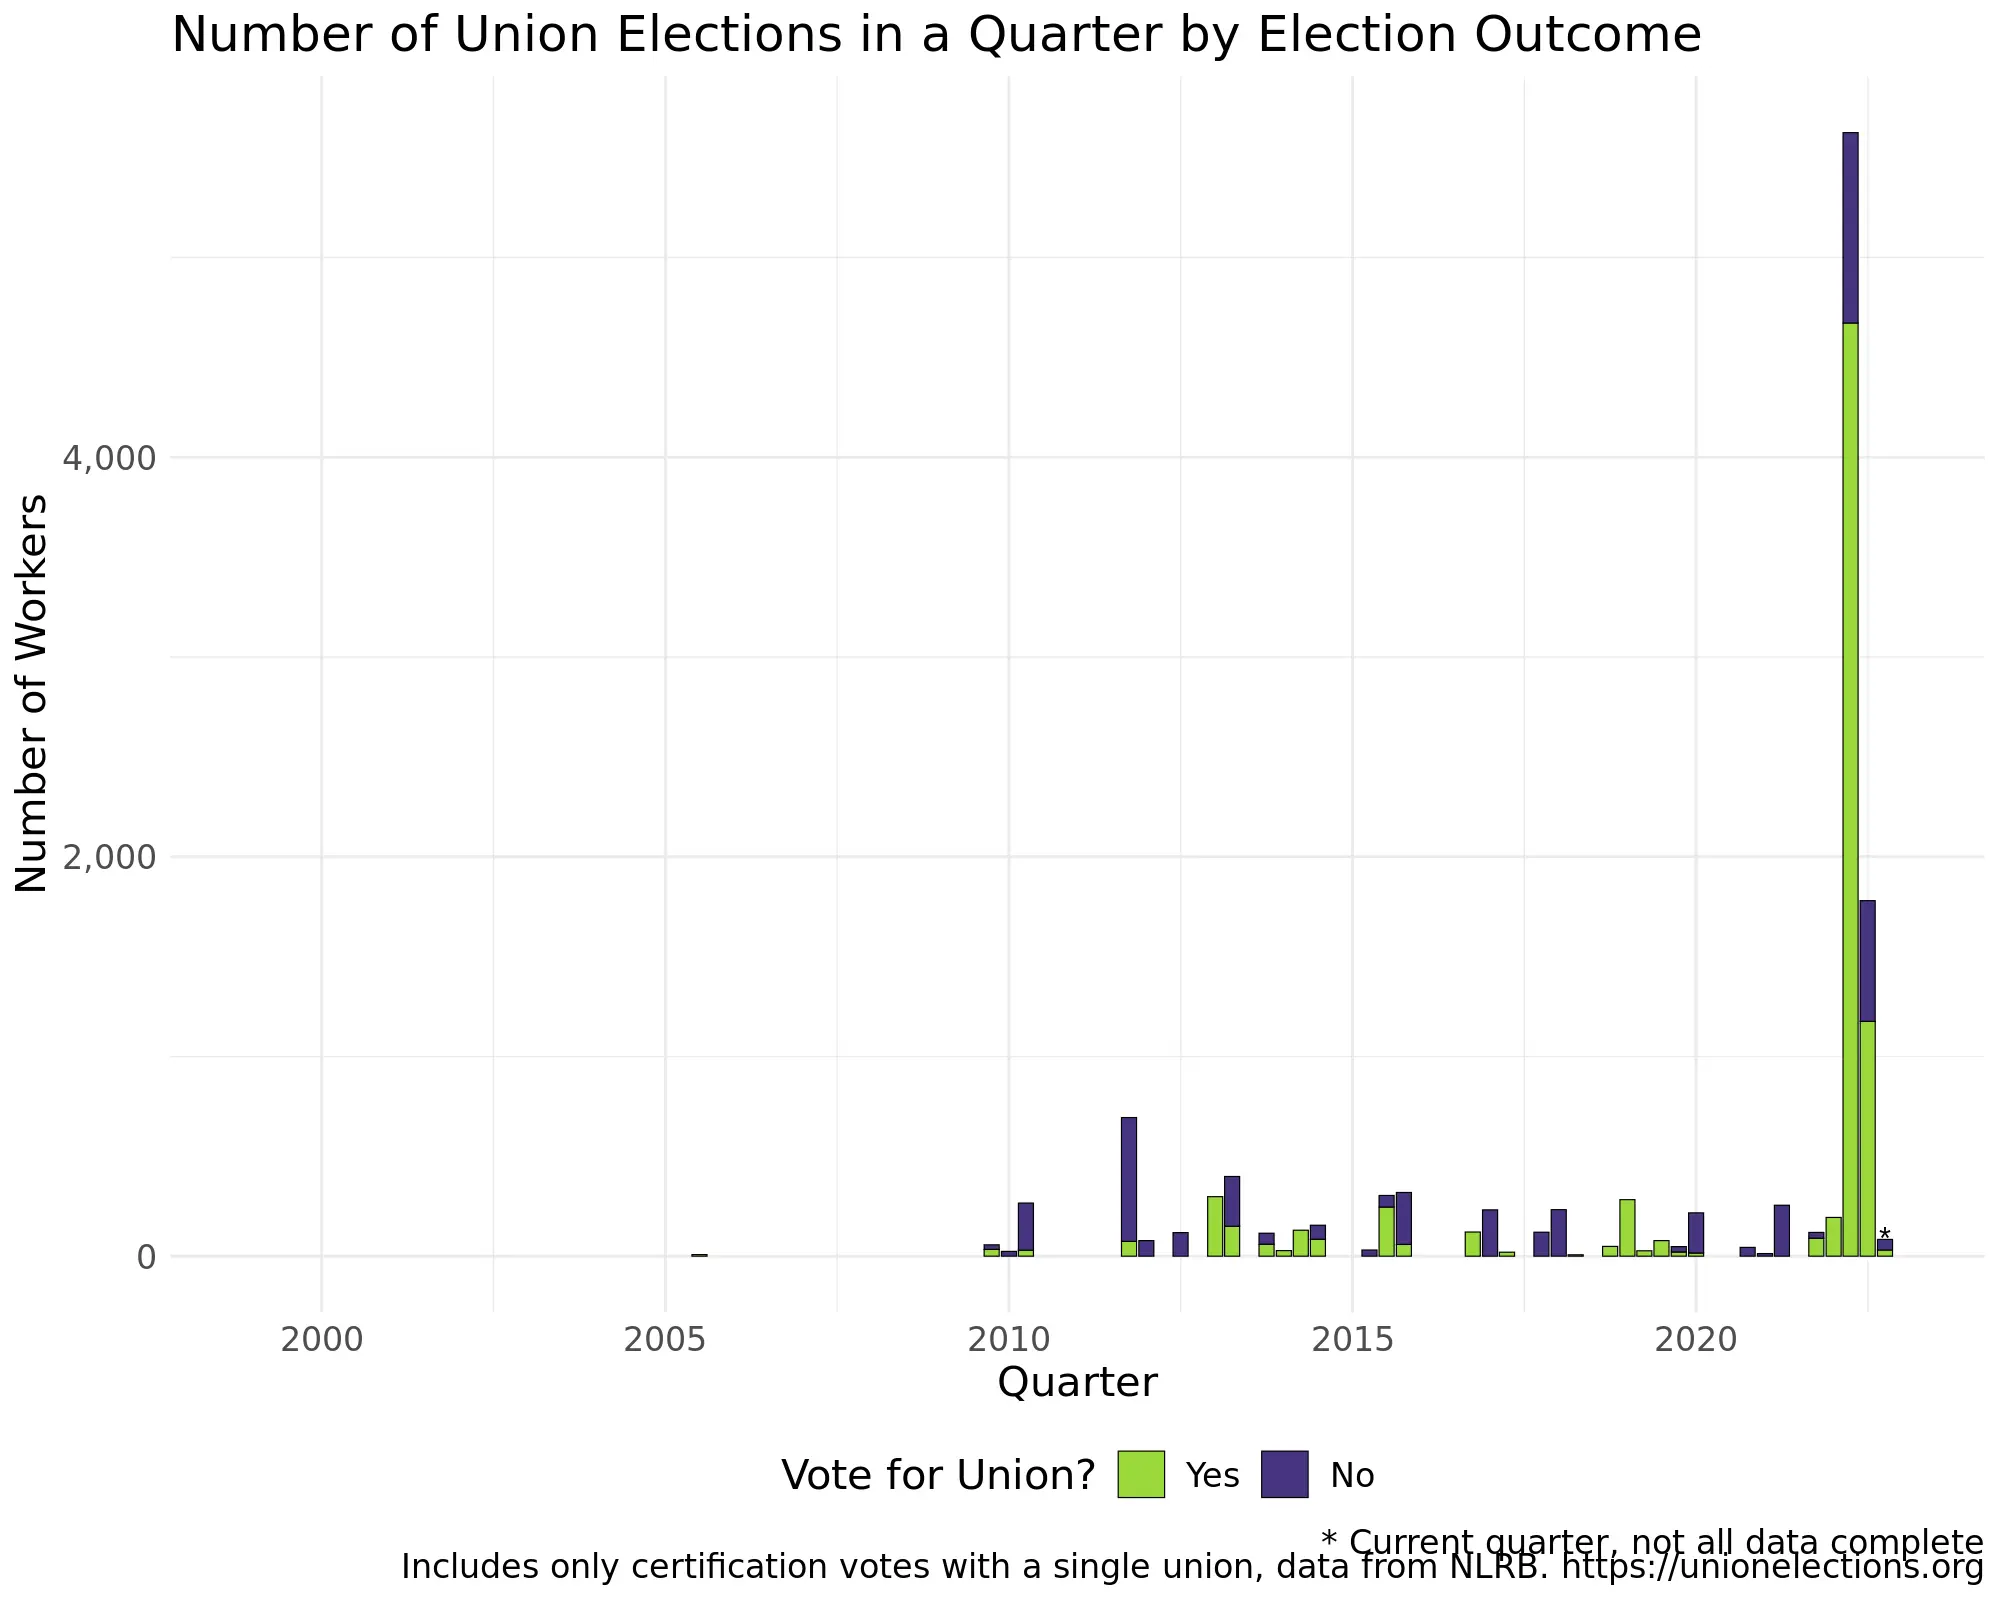 Number of Union Elections in a Quarter by Election Outcome
Number of Workers
4,000
2,000
0
*
2000 2005 2010 2015 2020
Quarter
Vote for Union? Yes No
* Current quarter, not all data complete
Includes only certification votes with a single union, data from NLRB. https://unionelections.org